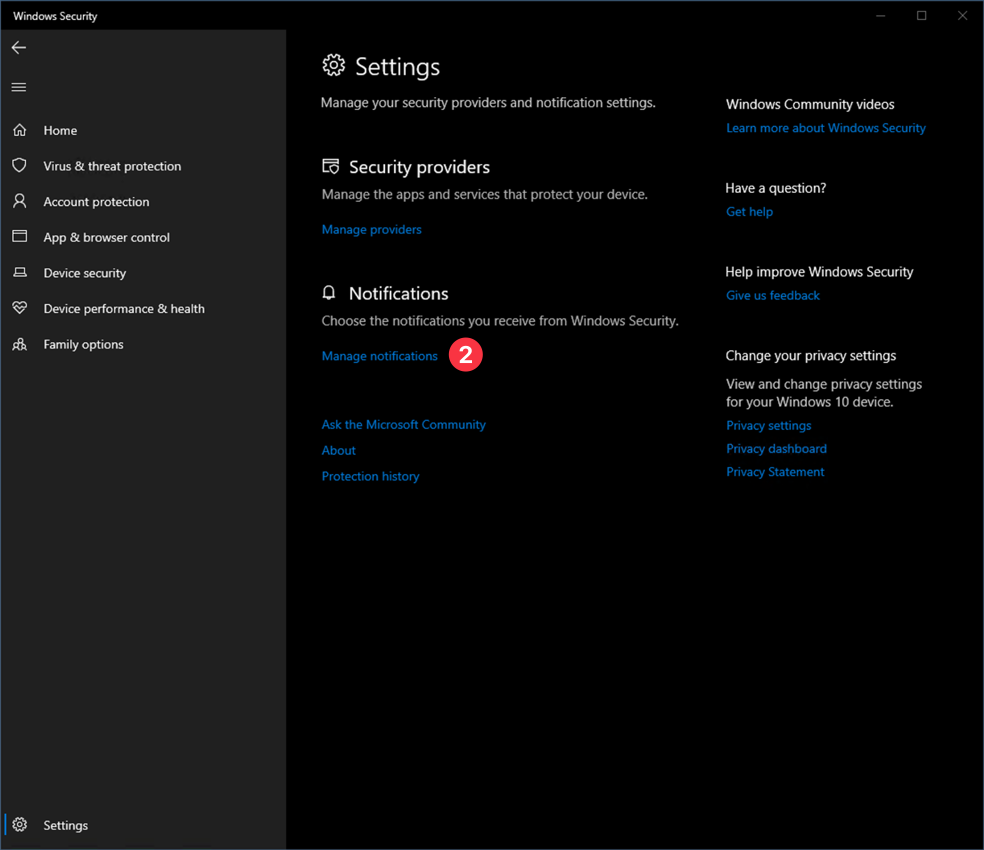 Windows Security
Home
Virus & threat protection
Account protection
App & browser control
Device security
Device performance & health
Family options
Settings
Settings
Manage your security providers and notification settings.
Security providers
Manage the apps and services that protect your device.
Manage providers
Notifications
Choose the notifications you receive from Windows Security.
Manage notifications 2
Ask the Microsoft Community
About
Protection history
Windows Community videos
Learn more about Windows Security
Have a question?
Get help
Help improve Windows Security
Give us feedback
Change your privacy settings
View and change privacy settings
for your Windows 10 device.
Privacy settings
Privacy dashboard
Privacy Statement